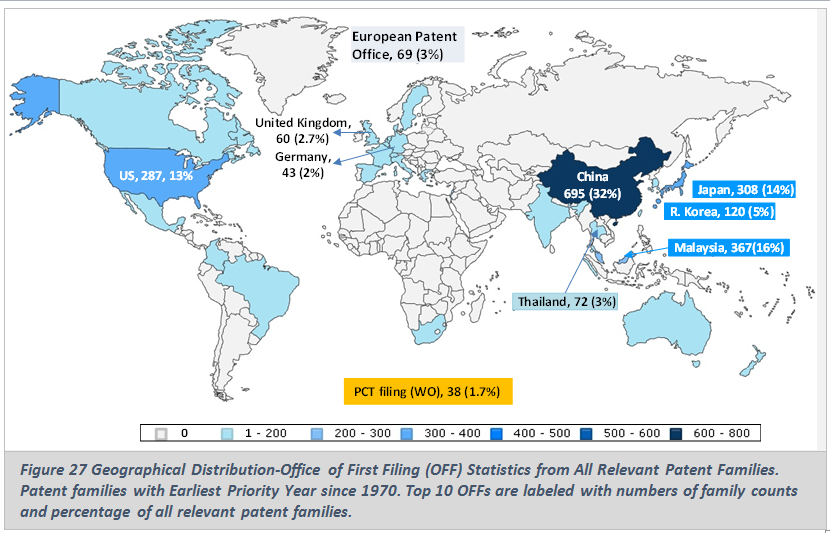 European Patent
Office, 69 (3%)
United Kingdom,
60 (2.7%)
Germany,
43 (2%)
US, 287, 13%
China
695 (32%)
Japan, 308 (14%)
R. Korea, 120 (5%)
Malaysia, 367(16%)
Thailand, 72 (3%)
PCT filing (WO), 38 (1.7%)
0 1 - 200 200 - 300 300 - 400 400 - 500 500 - 600 600 - 800
Figure 27 Geographical Distribution-Office of First Filing (OFF) Statistics from All Relevant Patent Families.
Patent families with Earliest Priority Year since 1970. Top 10 OFFs are labeled with numbers of family counts
and percentage of all relevant patent families.